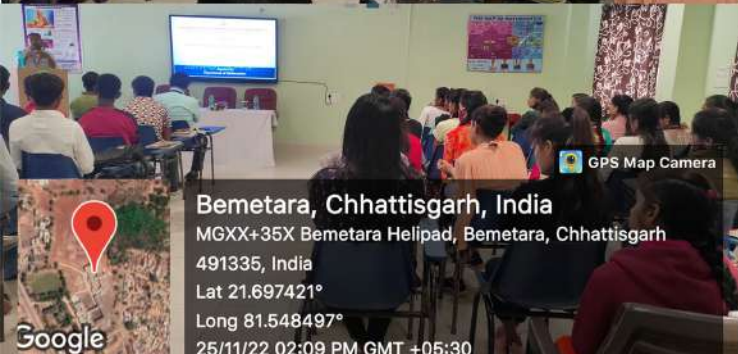 GPS Map Camera
Bemetara, Chhattisgarh, India
MGXX+35X Bemetara Helipad, Bemetara, Chhattisgarh
491335, India
Lat 21.697421°
Long 81.548497°
25/11/22 02:09 PM GMT +05:30
Google